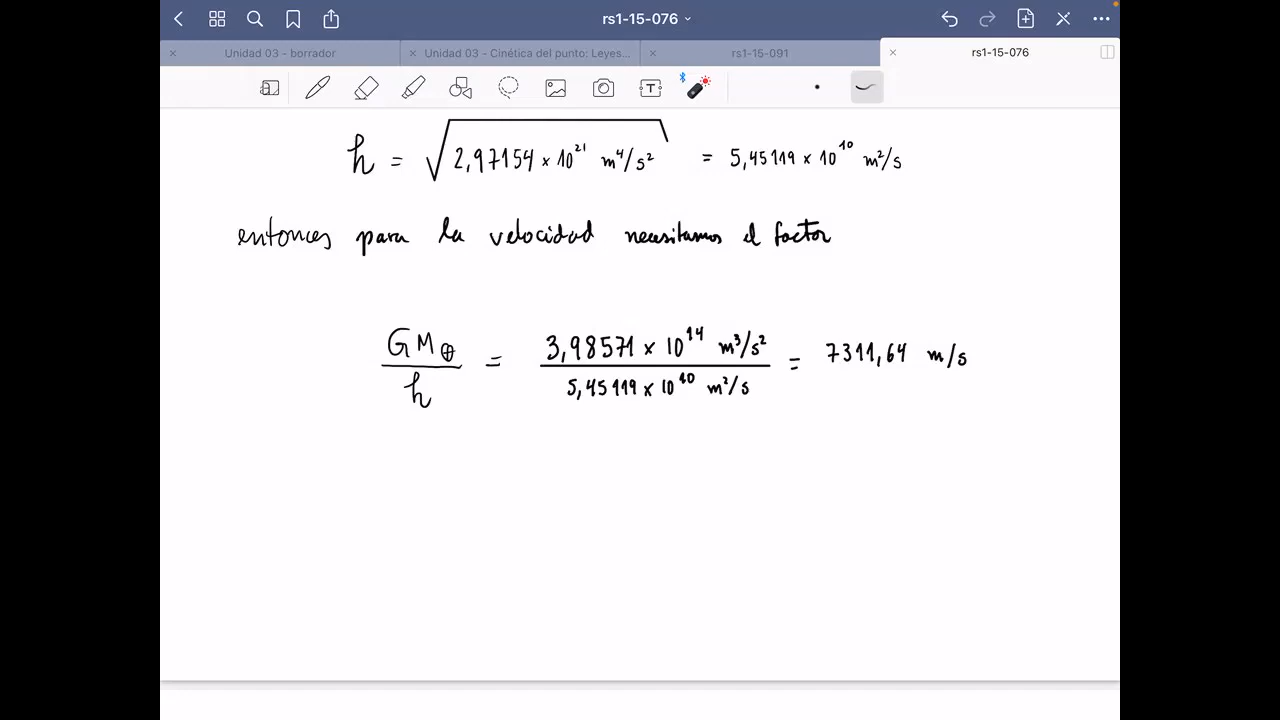 rs1-15-076
Unidad 03 - borrador
Unidad 03 - Cinética del punto: Leyes...
rs1-15-091
rs1-15-076
h = √(2,97154 × 10²¹ m⁴/s²) = 5,45119 × 10¹⁰ m²/s
entonces para la velocidad necesitamos el factor
GM⊕ / h = 3,98571 × 10¹⁴ m³/s² / 5,45119 × 10¹⁰ m²/s = 7311,64 m/s